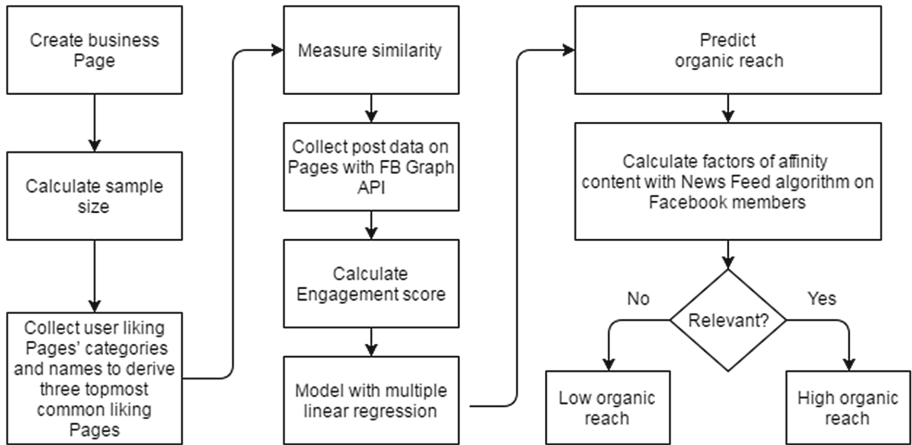 Create business
Page
Calculate sample
size
Collect user liking
Pages' categories
and names to derive
three topmost
common liking
Pages
Measure similarity
Collect post data on
Pages with FB Graph
API
Calculate
Engagement score
Model with multiple
linear regression
Predict
organic reach
Calculate factors of affinity
content with News Feed algorithm on
Facebook members
Relevant?
No
Yes
Low organic
reach
High organic
reach